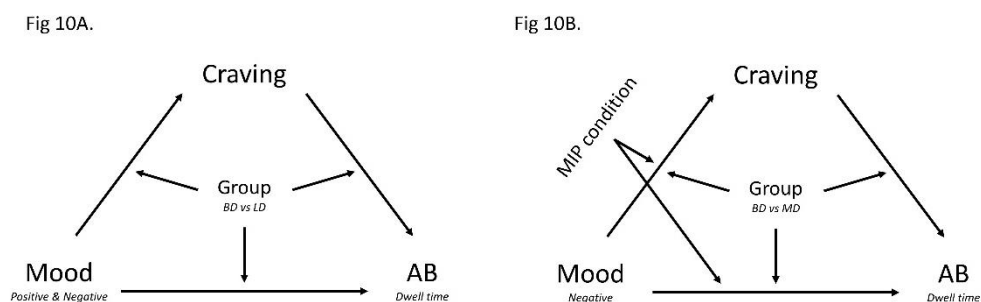 Fig 10A.
Craving
Group
BD vs LD
Mood
Positive & Negative
AB
Dwell time
Fig 10B.
Craving
MIP condition
Group
BD vs MD
Mood
Negative
AB
Dwell time